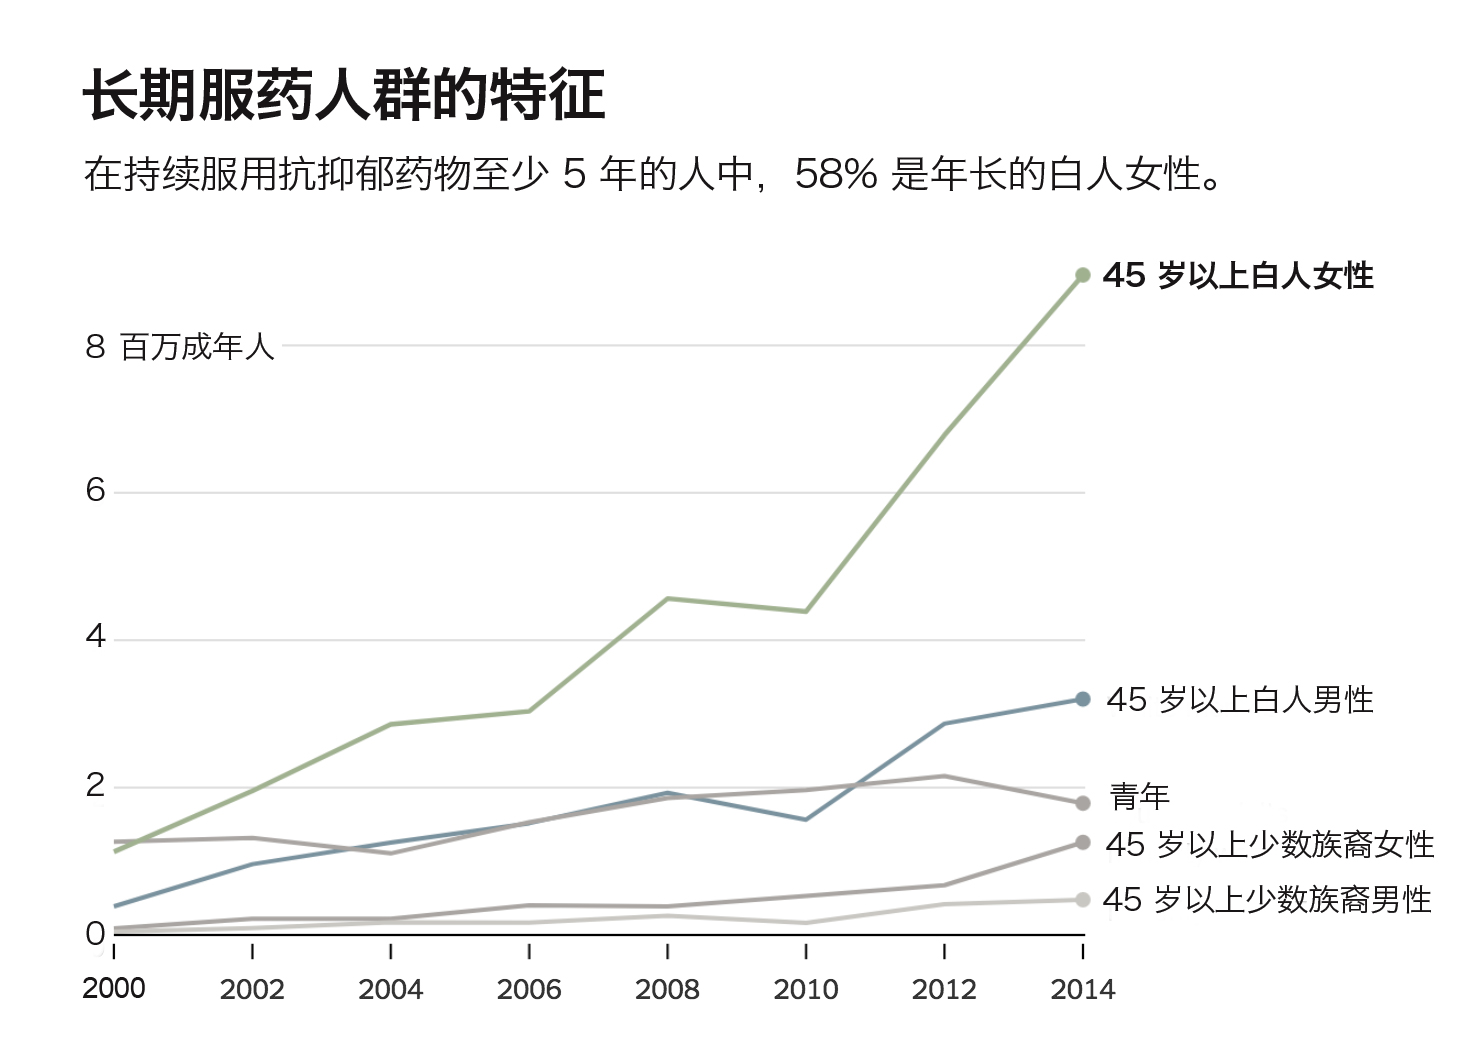 长期服药人群的特征
在持续服用抗抑郁药物至少 5 年的人中，58% 是年长的白人女性。
45 岁以上白人女性
8 百万成年人
6
4
45 岁以上白人男性
2
青年
45 岁以上少数族裔女性
45 岁以上少数族裔男性
0
2000 2002 2004 2006 2008 2010 2012 2014